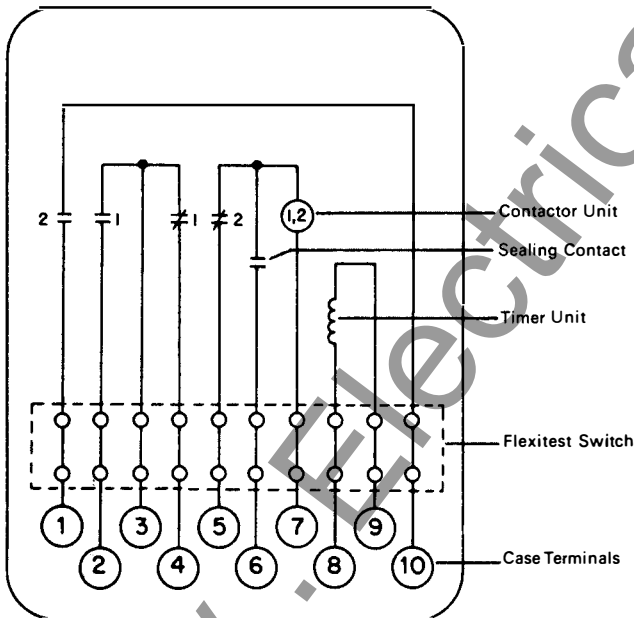 Electrica
2
1
1
2
1,2
Contactor Unit
Sealing Contact
Timer Unit
Flexitest Switch
1
3
5
7
9
2
4
6
8
10
Case Terminals